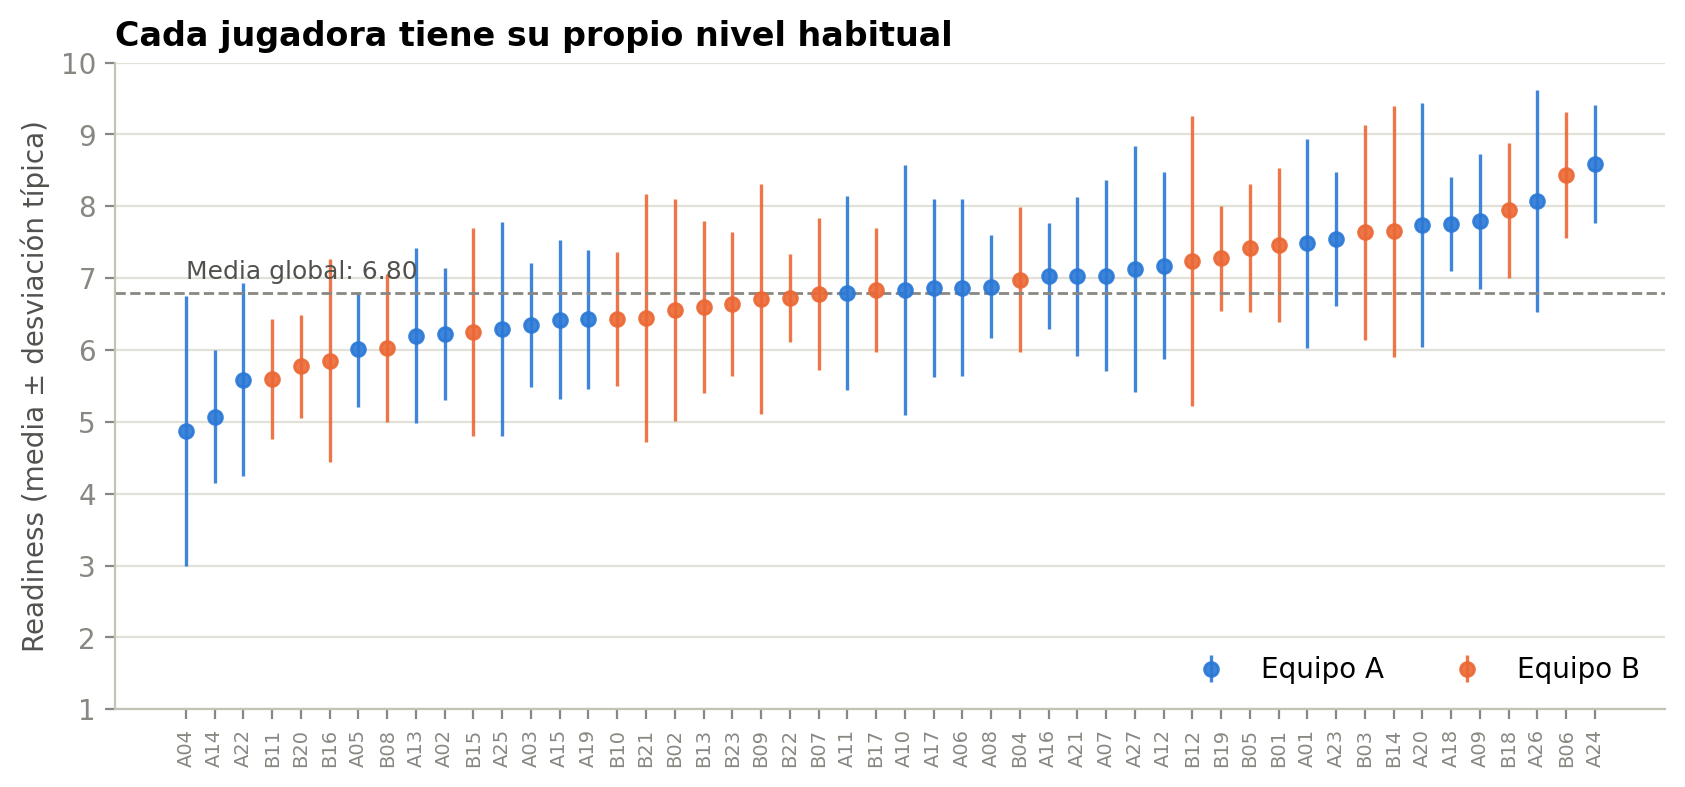 Cada jugadora tiene su propio nivel habitual
Readiness (media ± desviación típica)
10
9
8
7
6
5
4
3
2
1
Media global: 6.80
Equipo A
Equipo B
A04
A14
A22
B11
B20
B16
A05
B08
A13
A02
B15
A25
A03
A15
A19
B10
B21
B02
B13
B23
B09
B22
B07
A11
B17
A10
A17
A06
A08
B04
A16
A21
A07
A27
A12
B12
B19
B05
B01
A01
A23
B03
B14
A20
A18
A09
B18
A26
B06
A24